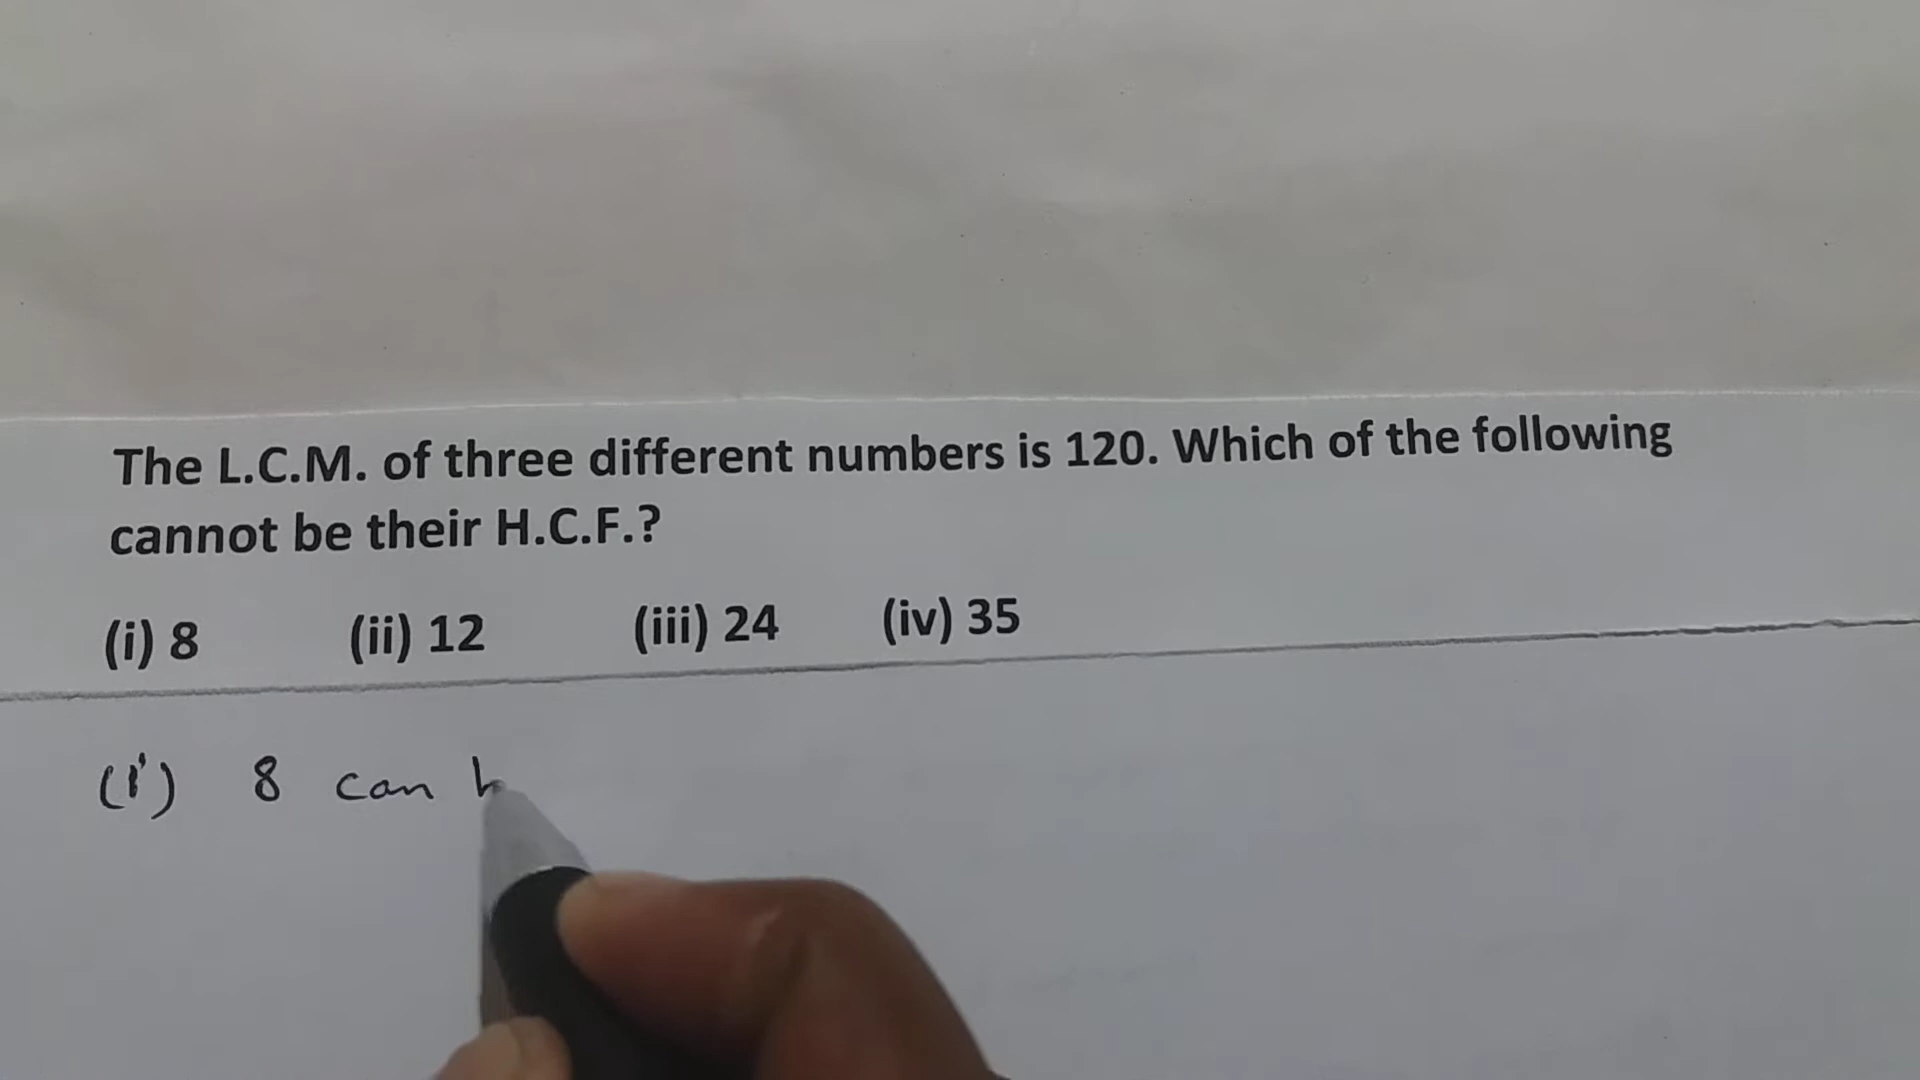 The L.C.M. of three different numbers is 120. Which of the following
cannot be their H.C.F.?
(i) 8 (ii) 12 (iii) 24 (iv) 35
(i) 8 can